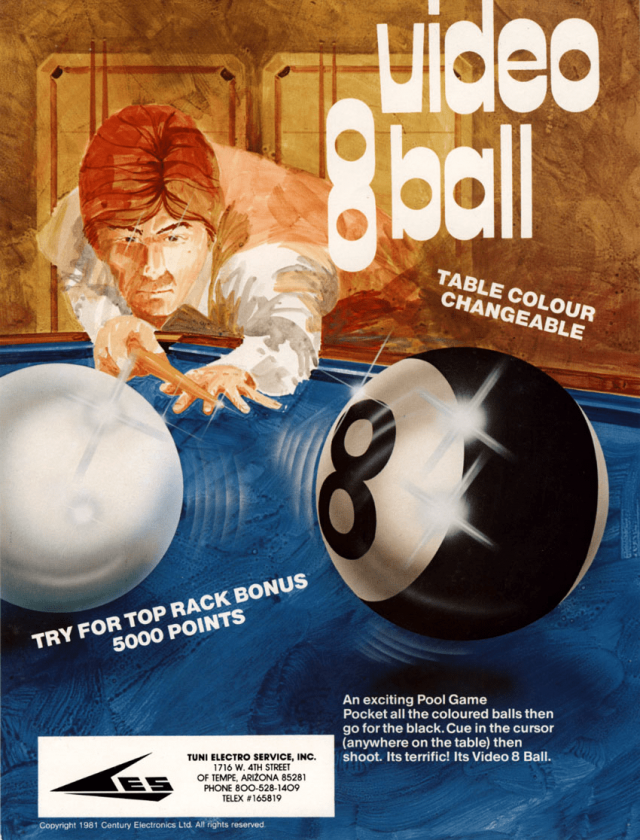 video
8 ball
TABLE COLOUR
CHANGEABLE
8
TRY FOR TOP RACK BONUS
5000 POINTS
An exciting Pool Game
Pocket all the coloured balls then
go for the black. Cue in the cursor
(anywhere on the table) then
shoot. Its terrific! Its Video 8 Ball.
TES
TUNI ELECTRO SERVICE, INC.
1716 W. 4TH STREET
OF TEMPE, ARIZONA 85281
PHONE 800-528-1409
TELEX #165819
Copyright 1981 Century Electronics Ltd. All rights reserved.